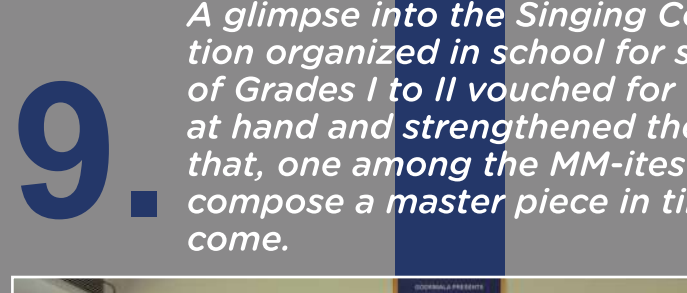 A glimpse into the Singing Co
tion organized in school for s
of Grades I to II vouched for
at hand and strengthened the
that, one among the MM-ites
compose a master piece in ti
come.
9.